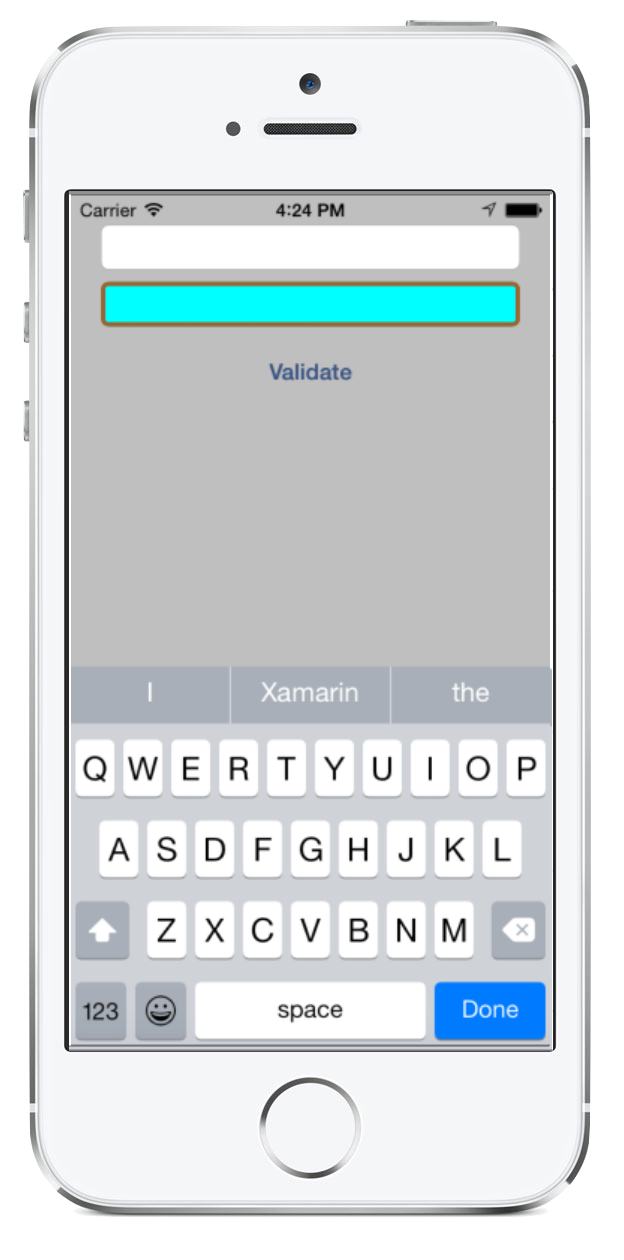 Carrier 4:24 PM
Validate
I Xamarin the
Q W E R T Y U I O P
A S D F G H J K L
Z X C V B N M
123 space Done